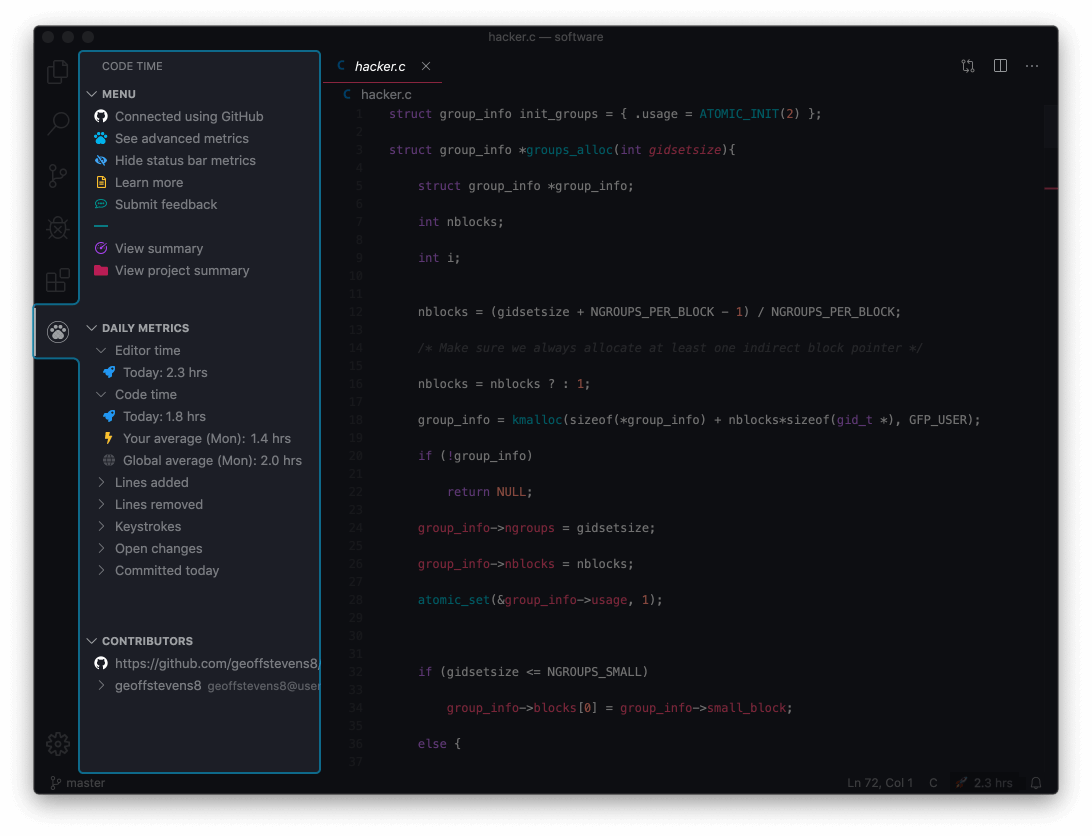 hacker.c — software
CODE TIME
MENU
Connected using GitHub
See advanced metrics
Hide status bar metrics
Learn more
Submit feedback
View summary
View project summary
DAILY METRICS
Editor time
Today: 2.3 hrs
Code time
Today: 1.8 hrs
Your average (Mon): 1.4 hrs
Global average (Mon): 2.0 hrs
Lines added
Lines removed
Keystrokes
Open changes
Committed today
CONTRIBUTORS
https://github.com/geoffstevens8/
geoffstevens8 geoffstevens8@user
C hacker.c
C hacker.c
1 struct group_info init_groups = { .usage = ATOMIC_INIT(2) };
2
3 struct group_info *groups_alloc(int gidsetsize){
4
5 struct group_info *group_info;
6
7 int nblocks;
8
9 int i;
10
11
12 nblocks = (gidsetsize + NGROUPS_PER_BLOCK - 1) / NGROUPS_PER_BLOCK;
13
14 /* Make sure we always allocate at least one indirect block pointer */
15
16 nblocks = nblocks ? : 1;
17
18 group_info = kmalloc(sizeof(*group_info) + nblocks*sizeof(gid_t *), GFP_USER);
19
20 if (!group_info)
21
22 return NULL;
23
24 group_info->ngroups = gidsetsize;
25
26 group_info->nblocks = nblocks;
27
28 atomic_set(&group_info->usage, 1);
29
30
31
32 if (gidsetsize <= NGROUPS_SMALL)
33
34 group_info->blocks[0] = group_info->small_block;
35
36 else {
37
master
Ln 72, Col 1 C 2.3 hrs